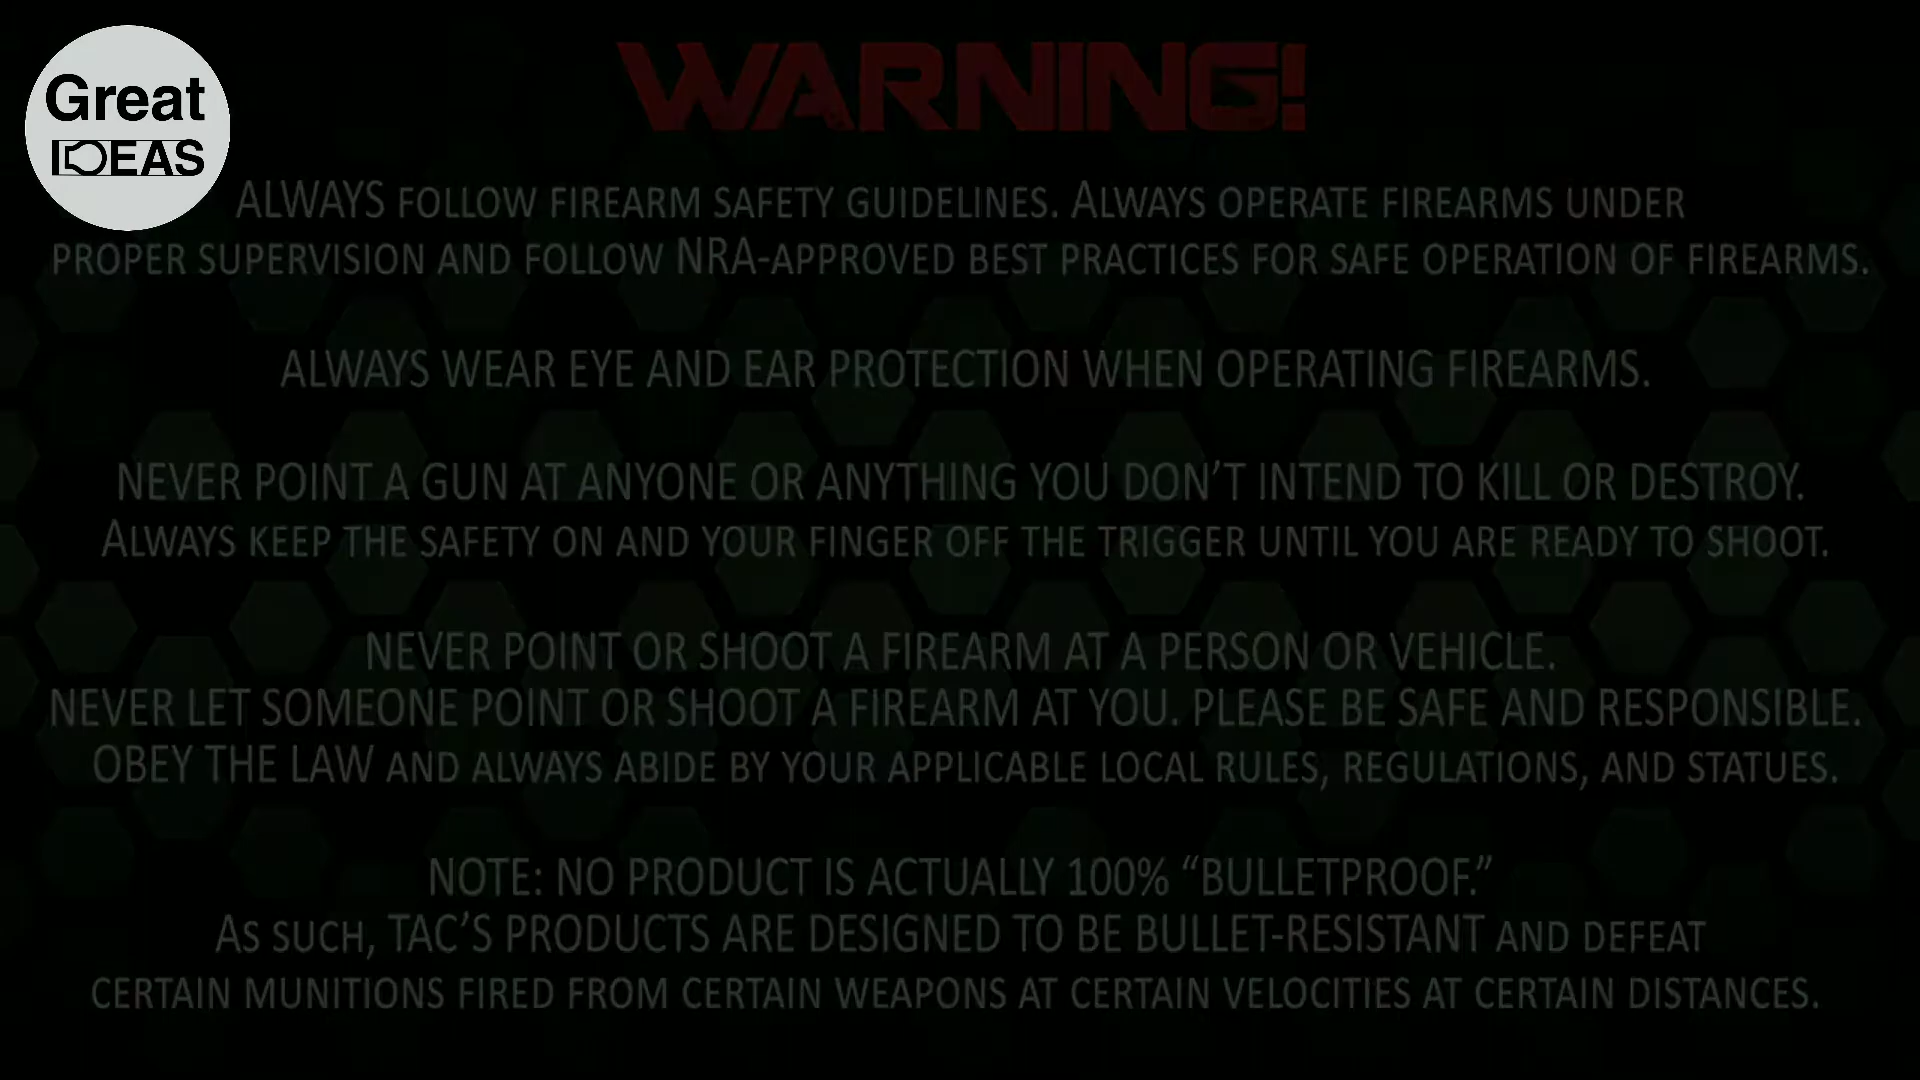 Great
IDEAS
WARNING!
ALWAYS FOLLOW FIREARM SAFETY GUIDELINES. ALWAYS OPERATE FIREARMS UNDER
PROPER SUPERVISION AND FOLLOW NRA-APPROVED BEST PRACTICES FOR SAFE OPERATION OF FIREARMS.
ALWAYS WEAR EYE AND EAR PROTECTION WHEN OPERATING FIREARMS.
NEVER POINT A GUN AT ANYONE OR ANYTHING YOU DON’T INTEND TO KILL OR DESTROY.
ALWAYS KEEP THE SAFETY ON AND YOUR FINGER OFF THE TRIGGER UNTIL YOU ARE READY TO SHOOT.
NEVER POINT OR SHOOT A FIREARM AT A PERSON OR VEHICLE.
NEVER LET SOMEONE POINT OR SHOOT A FIREARM AT YOU. PLEASE BE SAFE AND RESPONSIBLE.
OBEY THE LAW AND ALWAYS ABIDE BY YOUR APPLICABLE LOCAL RULES, REGULATIONS, AND STATUES.
NOTE: NO PRODUCT IS ACTUALLY 100% “BULLETPROOF.”
AS SUCH, TAC’S PRODUCTS ARE DESIGNED TO BE BULLET-RESISTANT AND DEFEAT
CERTAIN MUNITIONS FIRED FROM CERTAIN WEAPONS AT CERTAIN VELOCITIES AT CERTAIN DISTANCES.